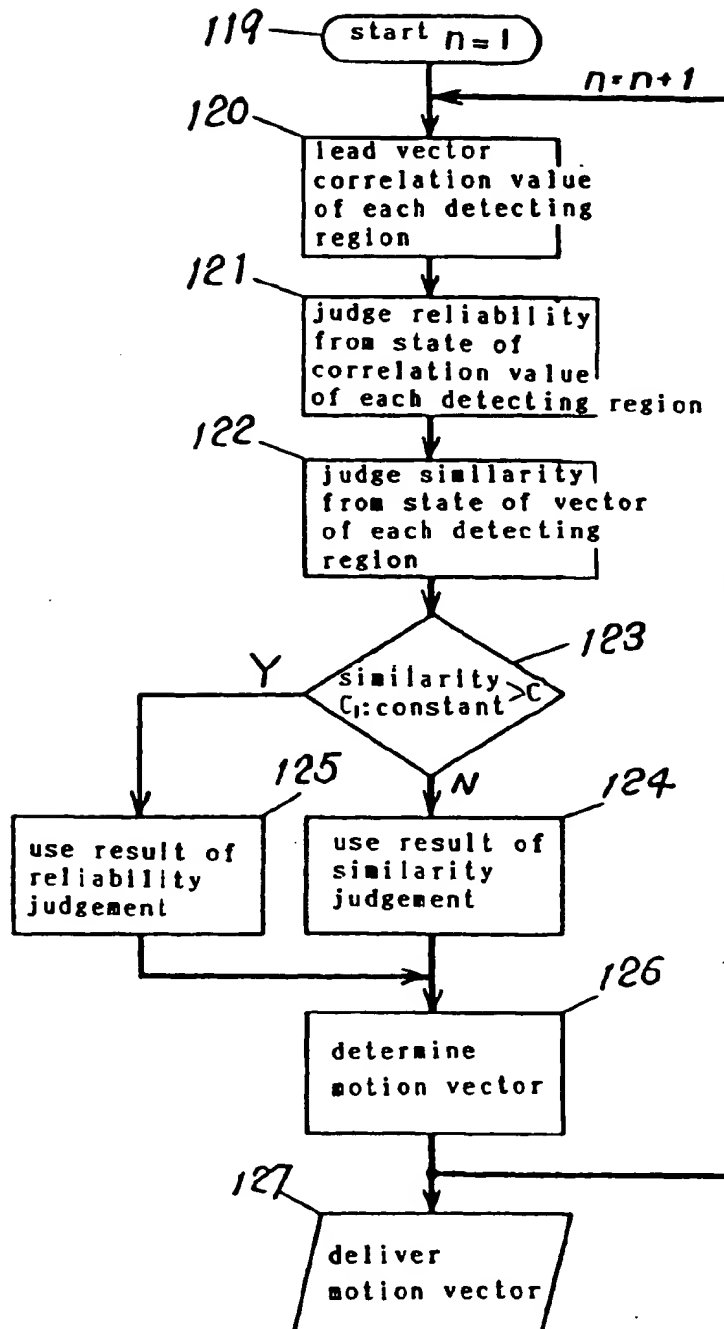 119
start n=1
n=n+1
120
lead vector
correlation value
of each detecting
region
121
judge reliability
from state of
correlation value
of each detecting region
122
judge similarity
from state of vector
of each detecting
region
123
Y
similarity >C
C₁:constant
N
125
124
use result of
reliability
judgement
use result of
similarity
judgement
126
determine
motion vector
127
deliver
motion vector